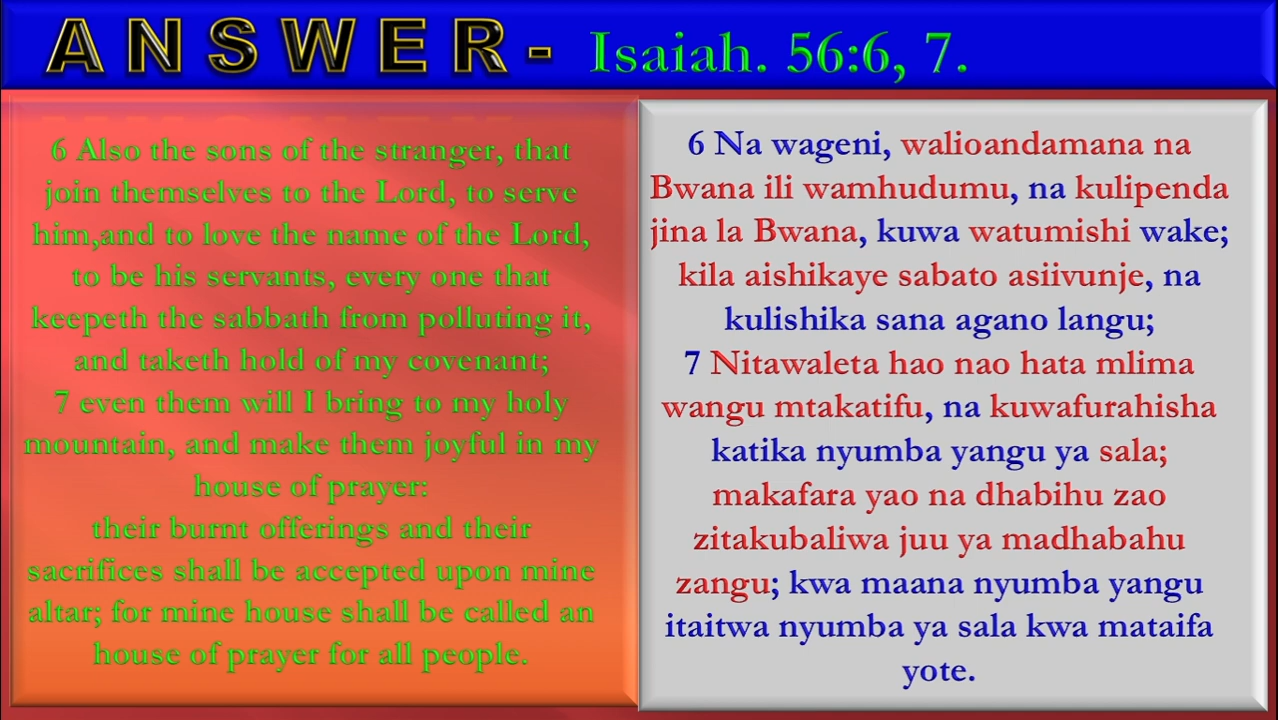 ANSWER- Isaiah. 56:6, 7.
6 Also the sons of the stranger, that
join themselves to the Lord, to serve
him,and to love the name of the Lord,
to be his servants, every one that
keepeth the sabbath from polluting it,
and taketh hold of my covenant;
7 even them will I bring to my holy
mountain, and make them joyful in my
house of prayer:
their burnt offerings and their
sacrifices shall be accepted upon mine
altar; for mine house shall be called an
house of prayer for all people.
6 Na wageni, walioandamana na
Bwana ili wamhudumu, na kulipenda
jina la Bwana, kuwa watumishi wake;
kila aishikaye sabato asiivunje, na
kulishika sana agano langu;
7 Nitawaleta hao nao hata mlima
wangu mtakatifu, na kuwafurahisha
katika nyumba yangu ya sala;
makafara yao na dhabihu zao
zitakubaliwa juu ya madhabahu
zangu; kwa maana nyumba yangu
itaitwa nyumba ya sala kwa mataifa
yote.